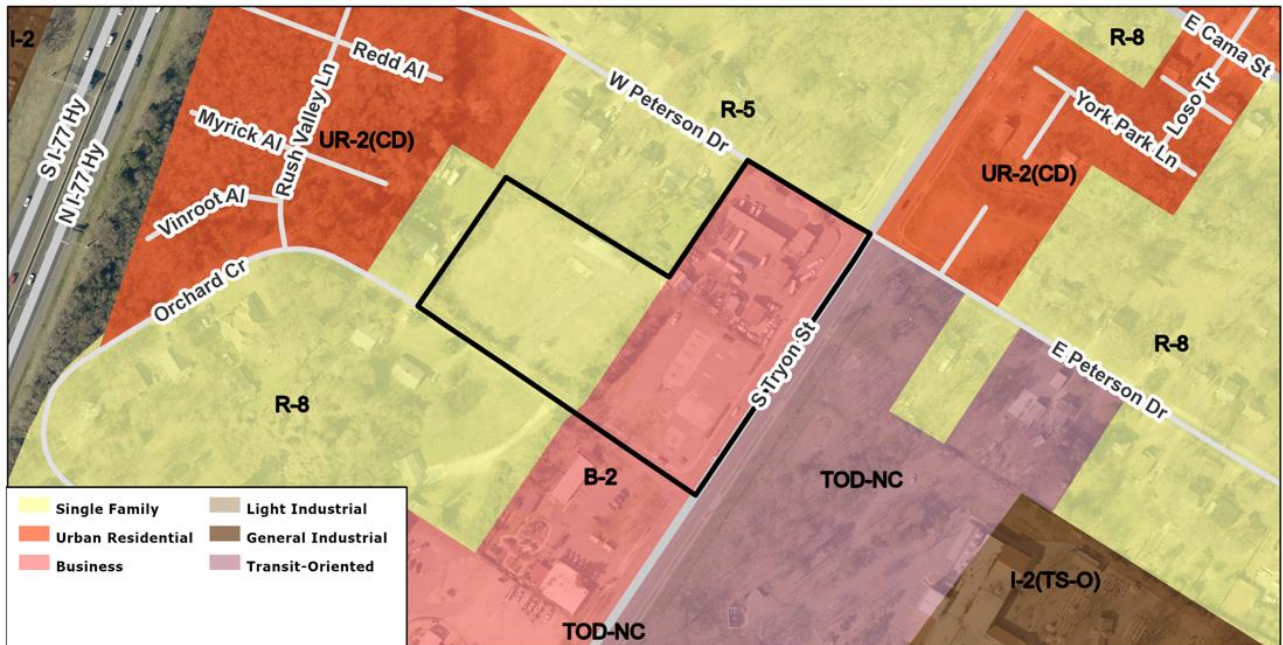 I-2
S I-77 Hy
N I-77 Hy
Redd Al
Rush Valley Ln
Myrick Al
UR-2(CD)
Vinroot Al
Orchard Cr
W Peterson Dr
R-5
R-8
E Cama St
Loso Tr
York Park Ln
UR-2(CD)
R-8
S Tryon St
E Peterson Dr
R-8
B-2
TOD-NC
I-2(TS-O)
TOD-NC
Single Family
Light Industrial
Urban Residential
General Industrial
Business
Transit-Oriented